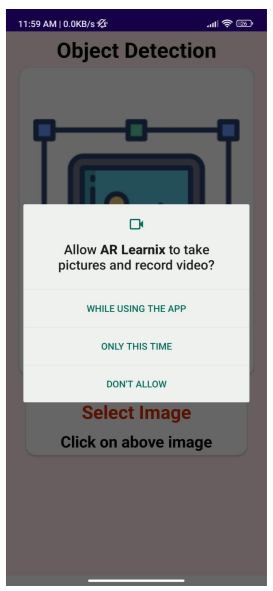 11:59 AM | 0.0KB/s
Object Detection
Allow AR Learnix to take
pictures and record video?
WHILE USING THE APP
ONLY THIS TIME
DON'T ALLOW
Select Image
Click on above image